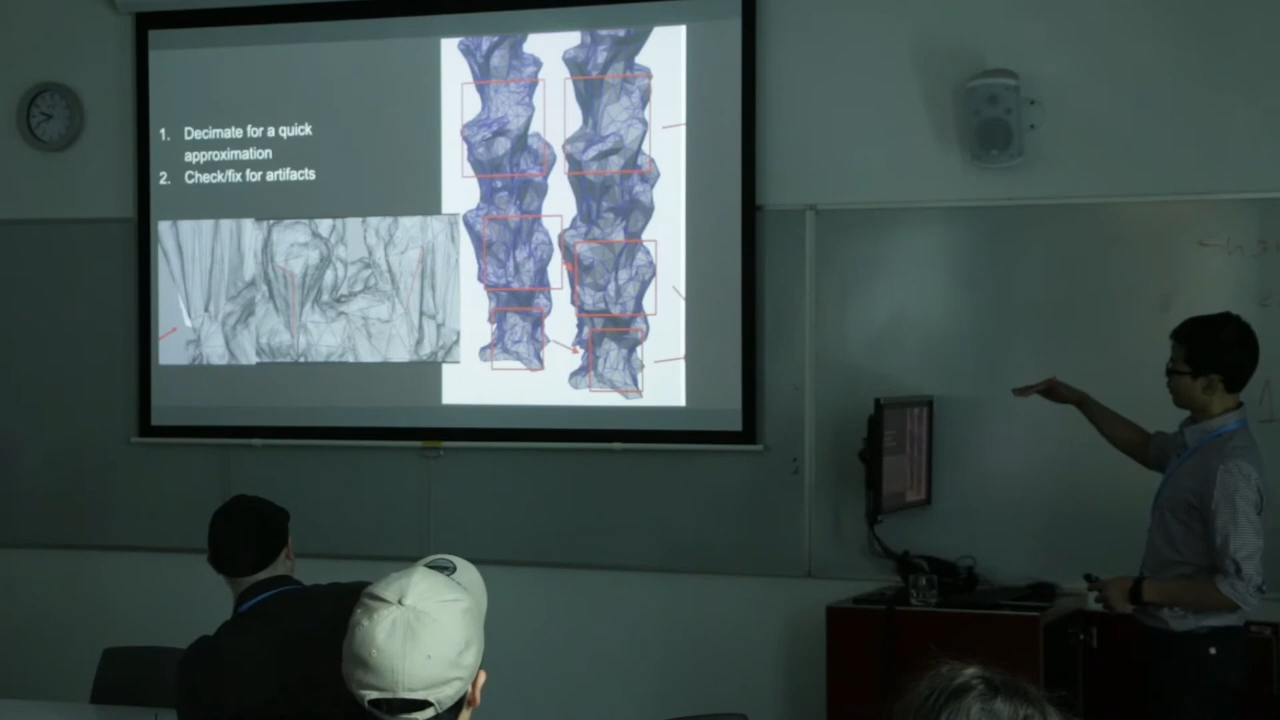 1. Decimate for a quick
approximation
2. Check/fix for artifacts